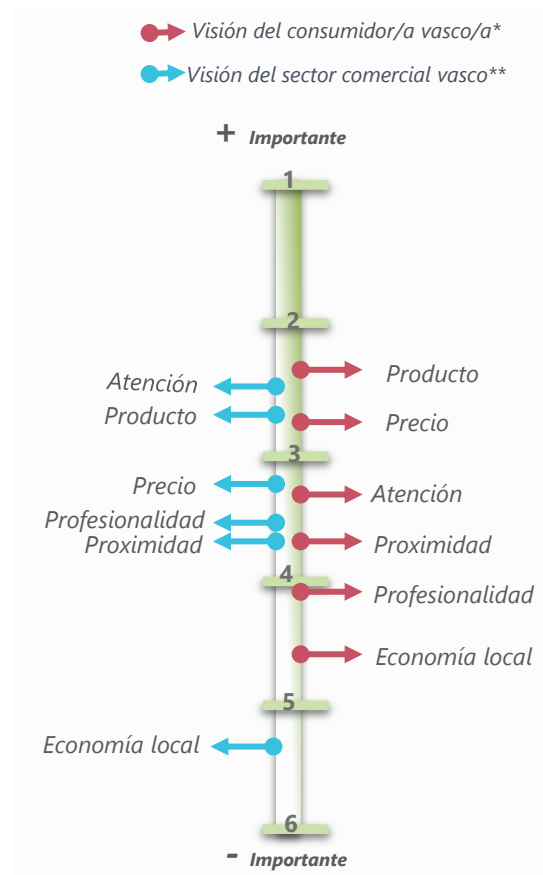 Visión del consumidor/a vasco/a*
Visión del sector comercial vasco**
+ Importante
1
2
Producto
Atención
Producto
Precio
3
Precio
Atención
Profesionalidad
Proximidad
Proximidad
4
Profesionalidad
Economía local
5
Economía local
6
- Importante